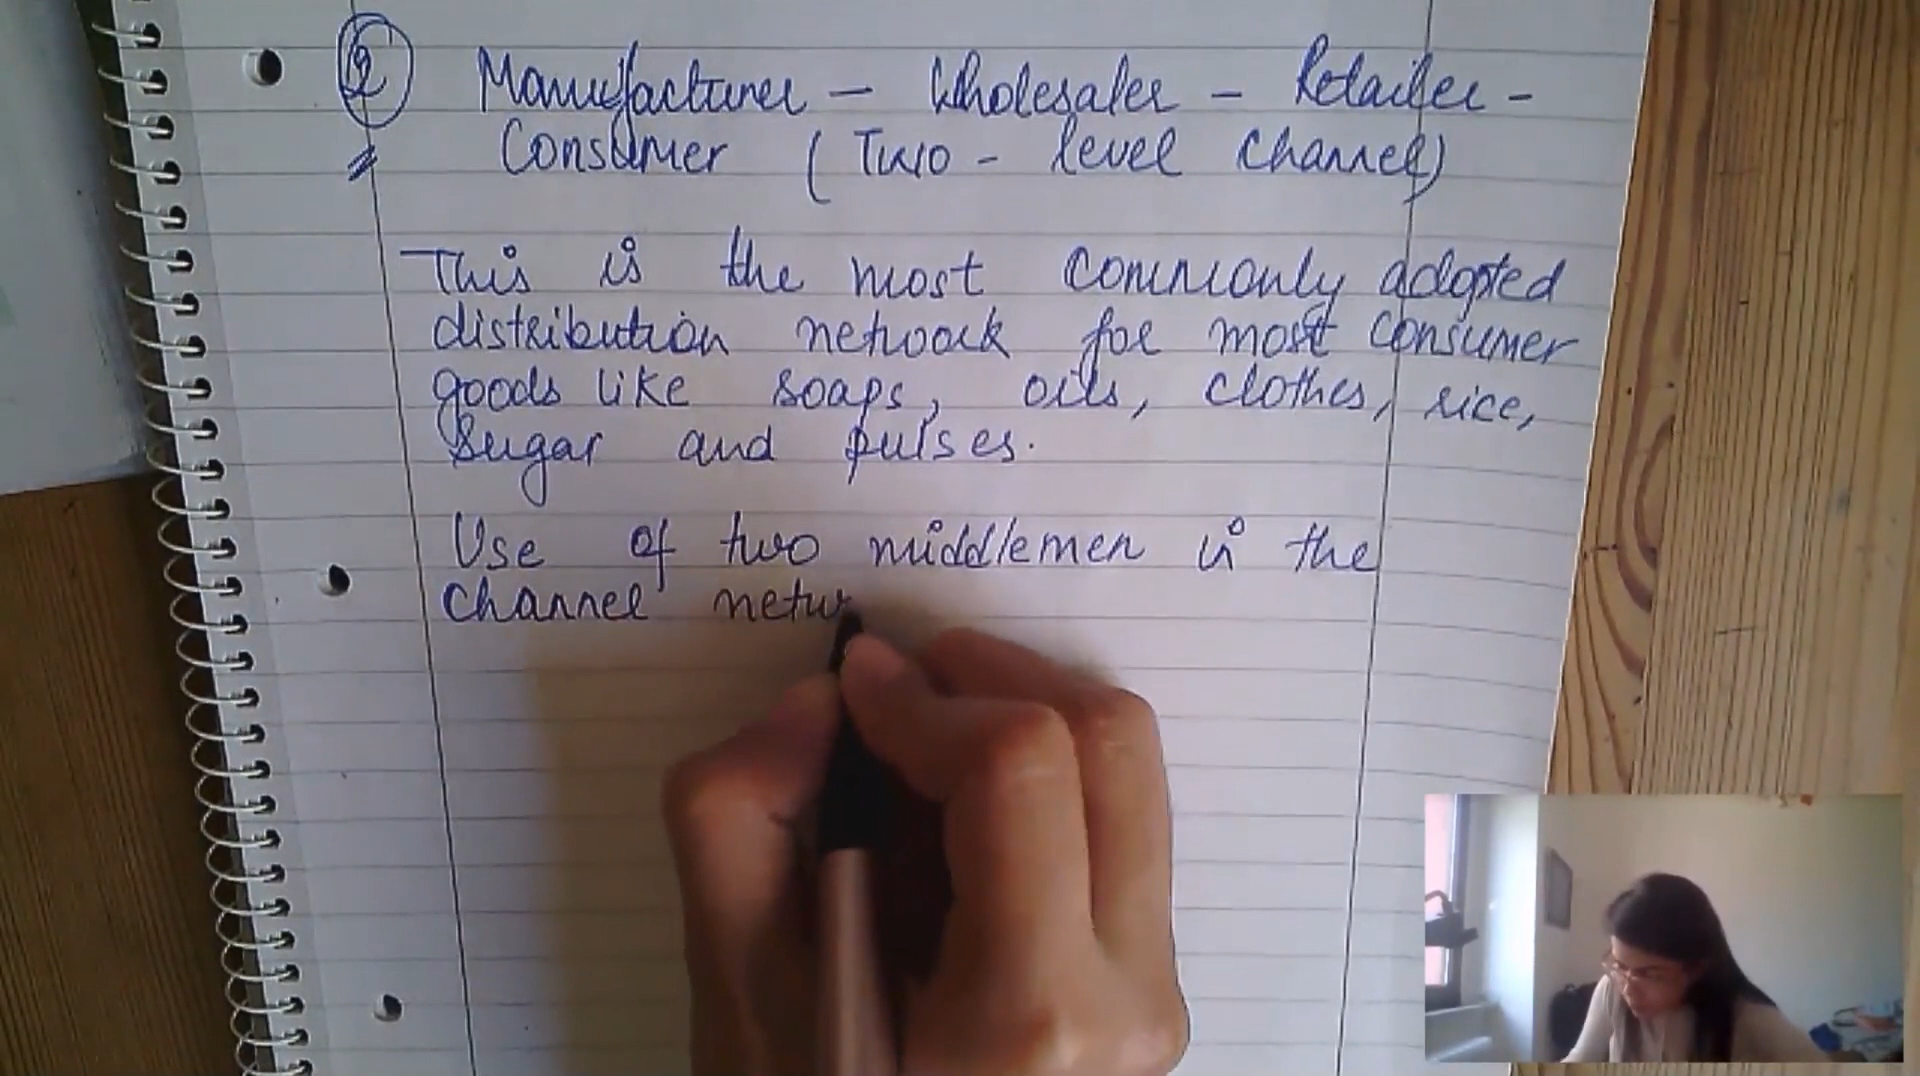 2 Manufacturer - Wholesaler - Retailer -
Consumer (Two - level channel)
This is the most commonly adopted
distribution network for most consumer
goods like soaps, oils, clothes, rice,
Sugar and pulses.
Use of two middlemen in the
channel netw